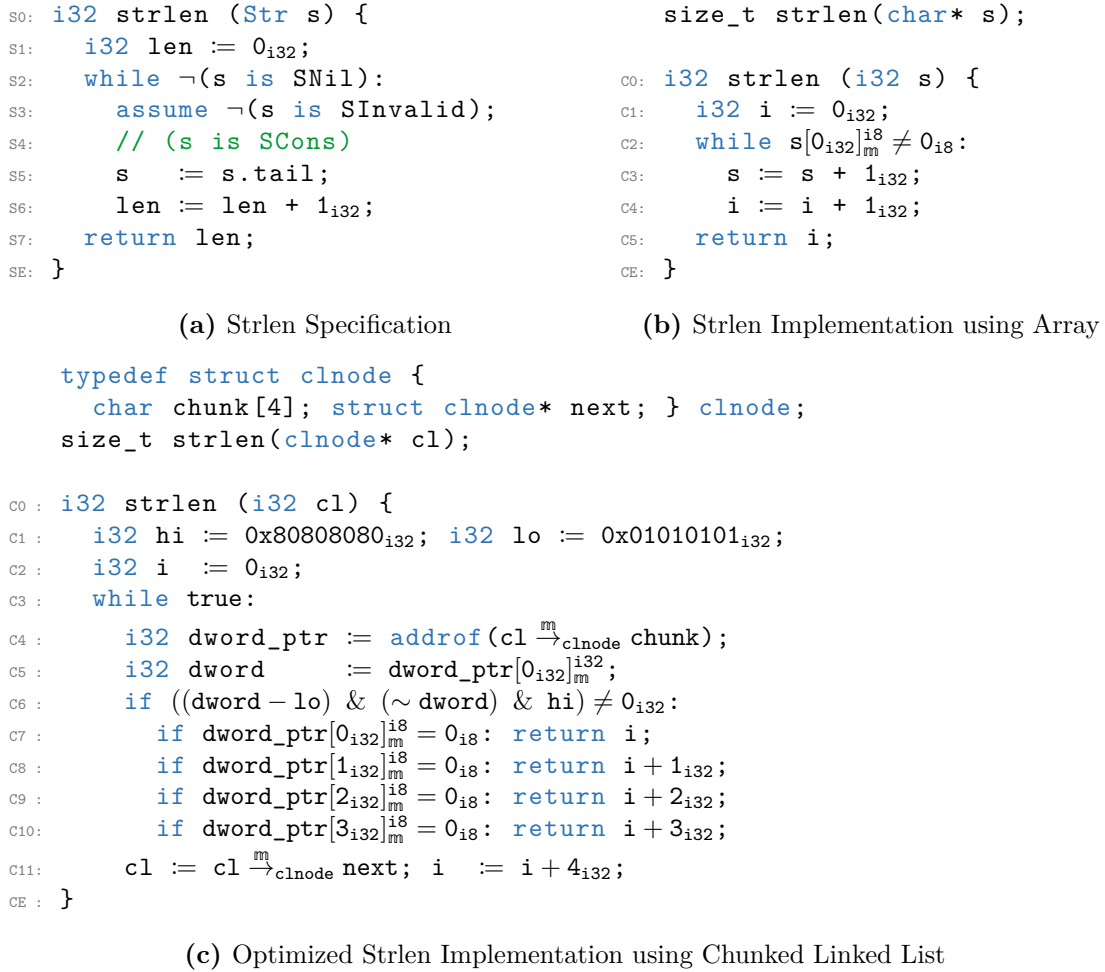 S0: i32 strlen (Str s) {
S1: i32 len := 0i32;
S2: while ¬(s is SNil):
S3: assume ¬(s is SInvalid);
S4: // (s is SCons)
S5: s := s.tail;
S6: len := len + 1i32;
S7: return len;
SE: }
(a) Strlen Specification
size_t strlen(char* s);
C0: i32 strlen (i32 s) {
C1: i32 i := 0i32;
C2: while s[0i32]i8m ≠ 0i8:
C3: s := s + 1i32;
C4: i := i + 1i32;
C5: return i;
CE: }
(b) Strlen Implementation using Array
typedef struct clnode {
char chunk[4]; struct clnode* next; } clnode;
size_t strlen(clnode* cl);
C0 : i32 strlen (i32 cl) {
C1 : i32 hi := 0x80808080i32; i32 lo := 0x01010101i32;
C2 : i32 i := 0i32;
C3 : while true:
C4 : i32 dword_ptr := addrof(cl m→clnode chunk);
C5 : i32 dword := dword_ptr[0i32]i32m;
C6 : if ((dword − lo) & (∼ dword) & hi) ≠ 0i32:
C7 : if dword_ptr[0i32]i8m = 0i8: return i;
C8 : if dword_ptr[1i32]i8m = 0i8: return i + 1i32;
C9 : if dword_ptr[2i32]i8m = 0i8: return i + 2i32;
C10: if dword_ptr[3i32]i8m = 0i8: return i + 3i32;
C11: cl := cl m→clnode next; i := i + 4i32;
CE : }
(c) Optimized Strlen Implementation using Chunked Linked List